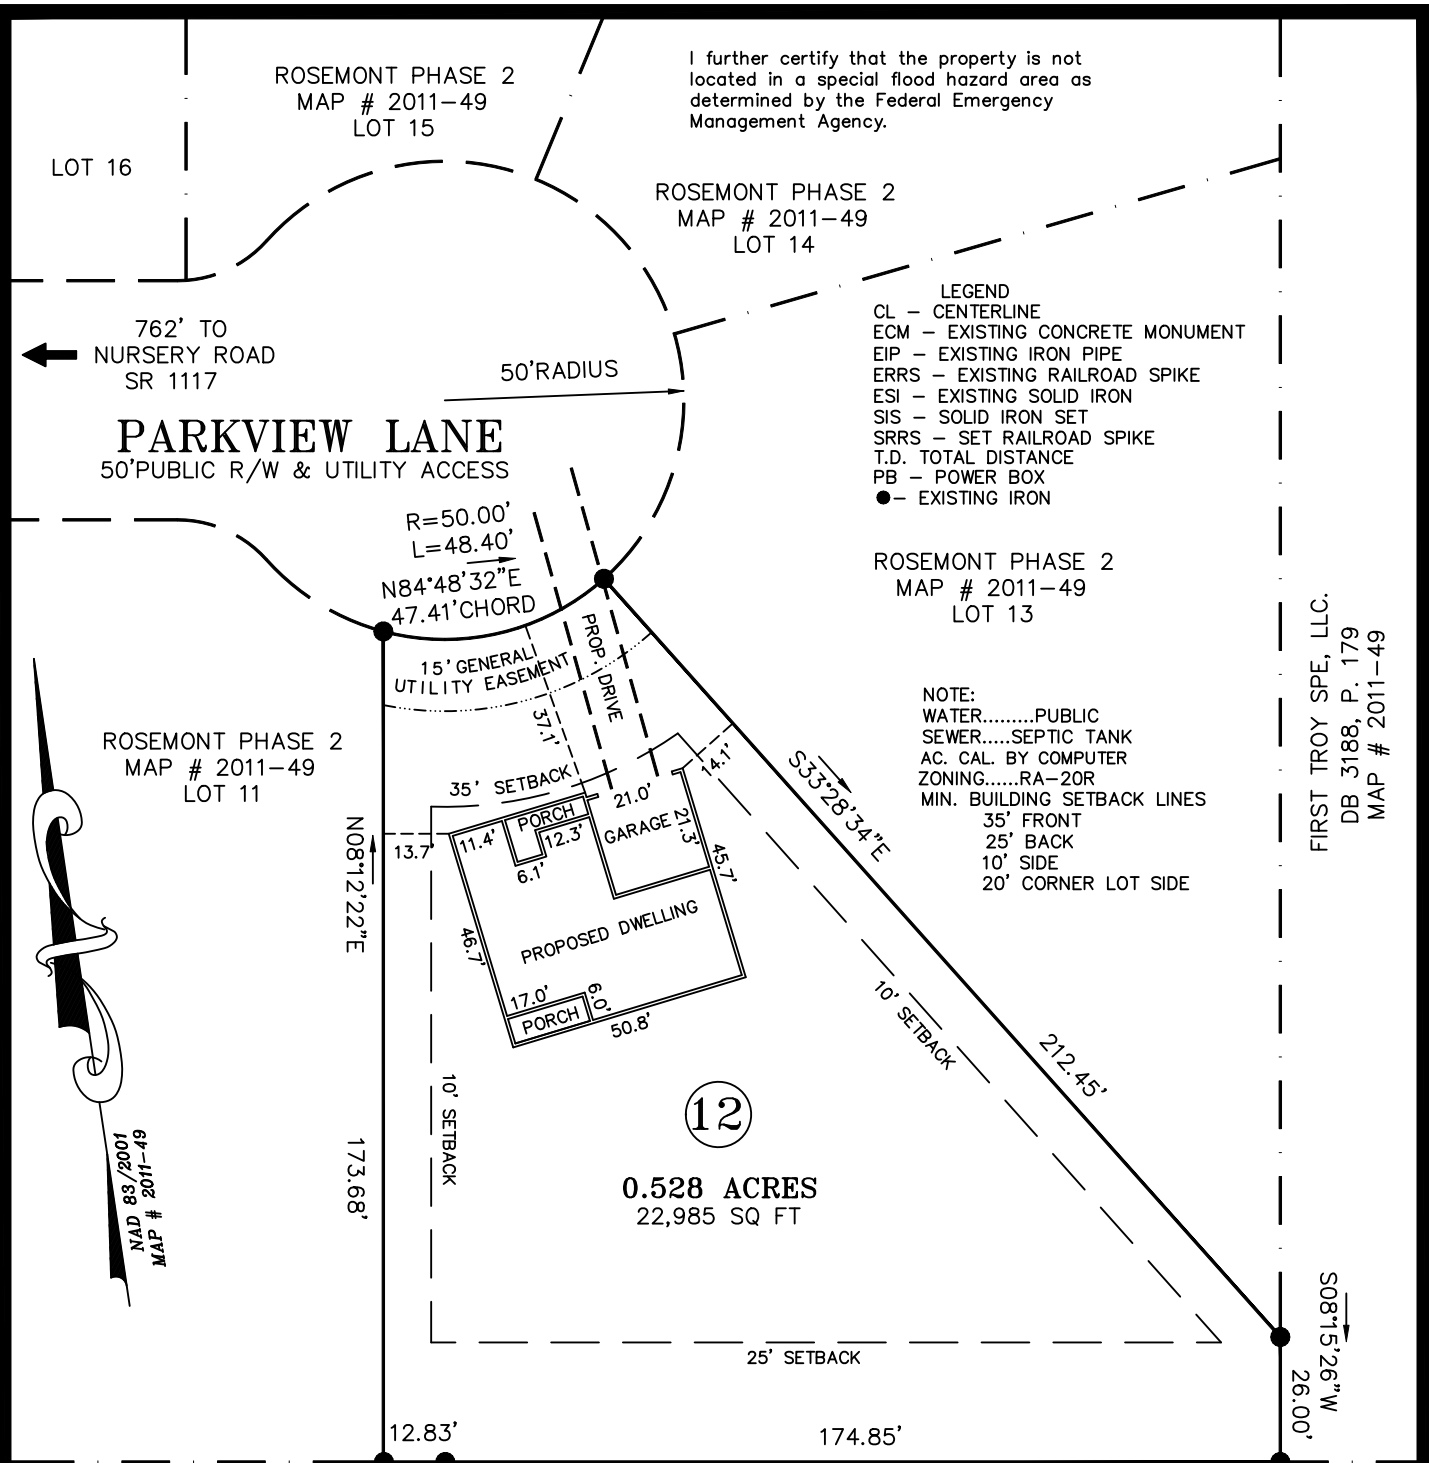 ROSEMONT PHASE 2
MAP # 2011-49
LOT 15
LOT 16
I further certify that the property is not
located in a special flood hazard area as
determined by the Federal Emergency
Management Agency.
ROSEMONT PHASE 2
MAP # 2011-49
LOT 14
762' TO
NURSERY ROAD
SR 1117
50'RADIUS
PARKVIEW LANE
50'PUBLIC R/W & UTILITY ACCESS
LEGEND
CL - CENTERLINE
ECM - EXISTING CONCRETE MONUMENT
EIP - EXISTING IRON PIPE
ERRS - EXISTING RAILROAD SPIKE
ESI - EXISTING SOLID IRON
SIS - SOLID IRON SET
SRRS - SET RAILROAD SPIKE
T.D. TOTAL DISTANCE
PB - POWER BOX
●- EXISTING IRON
R=50.00'
L=48.40'
N84°48'32"E
47.41'CHORD
ROSEMONT PHASE 2
MAP # 2011-49
LOT 13
FIRST TROY SPE, LLC.
DB 3188, P. 179
MAP # 2011-49
15' GENERAL
UTILITY EASEMENT
PROP. DRIVE
37.1'
NOTE:
WATER.........PUBLIC
SEWER.....SEPTIC TANK
AC. CAL. BY COMPUTER
ZONING......RA-20R
MIN. BUILDING SETBACK LINES
35' FRONT
25' BACK
10' SIDE
20' CORNER LOT SIDE
ROSEMONT PHASE 2
MAP # 2011-49
LOT 11
35' SETBACK
14.1'
S33°28'34"E
21.0'
PORCH
GARAGE
21.3'
11.4'
12.3'
6.1'
45.7'
13.7'
N08°12'22"E
46.7'
PROPOSED DWELLING
17.0'
6.0'
PORCH
50.8'
10' SETBACK
212.45'
10' SETBACK
12
0.528 ACRES
22,985 SQ FT
173.68'
NAD 83/2001
MAP # 2011-49
25' SETBACK
S08°15'26"W
26.00'
12.83'
174.85'